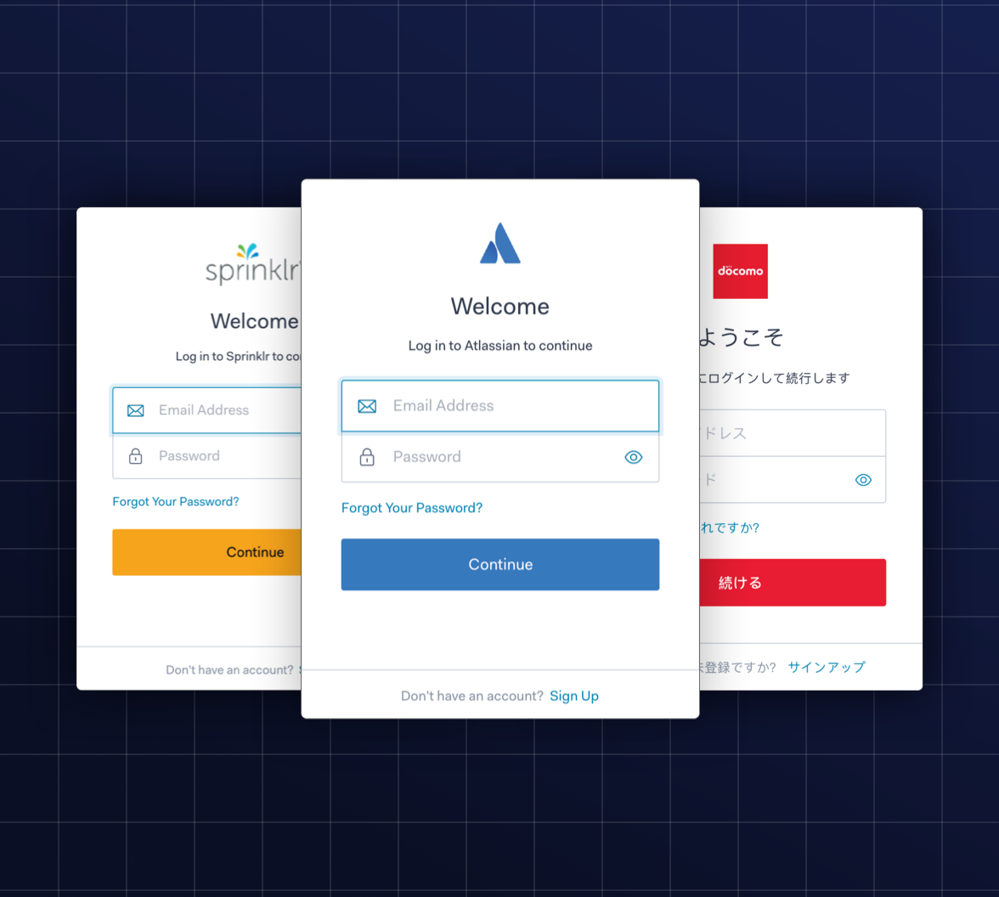 sprinklr
Welcome
Log in to Sprinklr to
Email Address
Password
Forgot Your Password?
Continue
Don't have an account?
Welcome
Log in to Atlassian to continue
Email Address
Password
Forgot Your Password?
Continue
Don't have an account? Sign Up
döcomo
ようこそ
にログインして続行します
ドレス
ド
れですか?
続ける
登録ですか? サインアップ